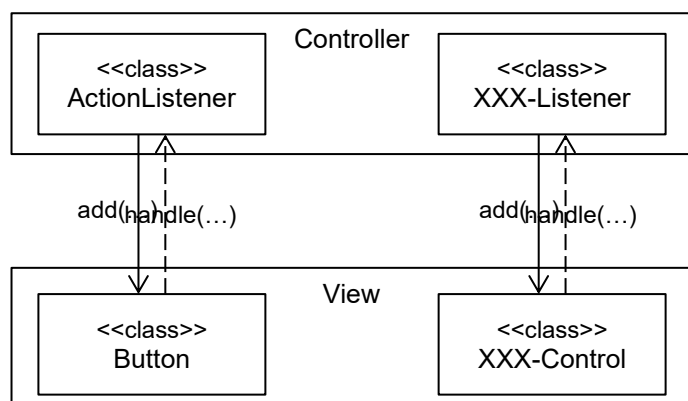 Controller
<<class>>
ActionListener
<<class>>
XXX-Listener
add(...)
handle(…)
add(...)
handle(…)
View
<<class>>
Button
<<class>>
XXX-Control